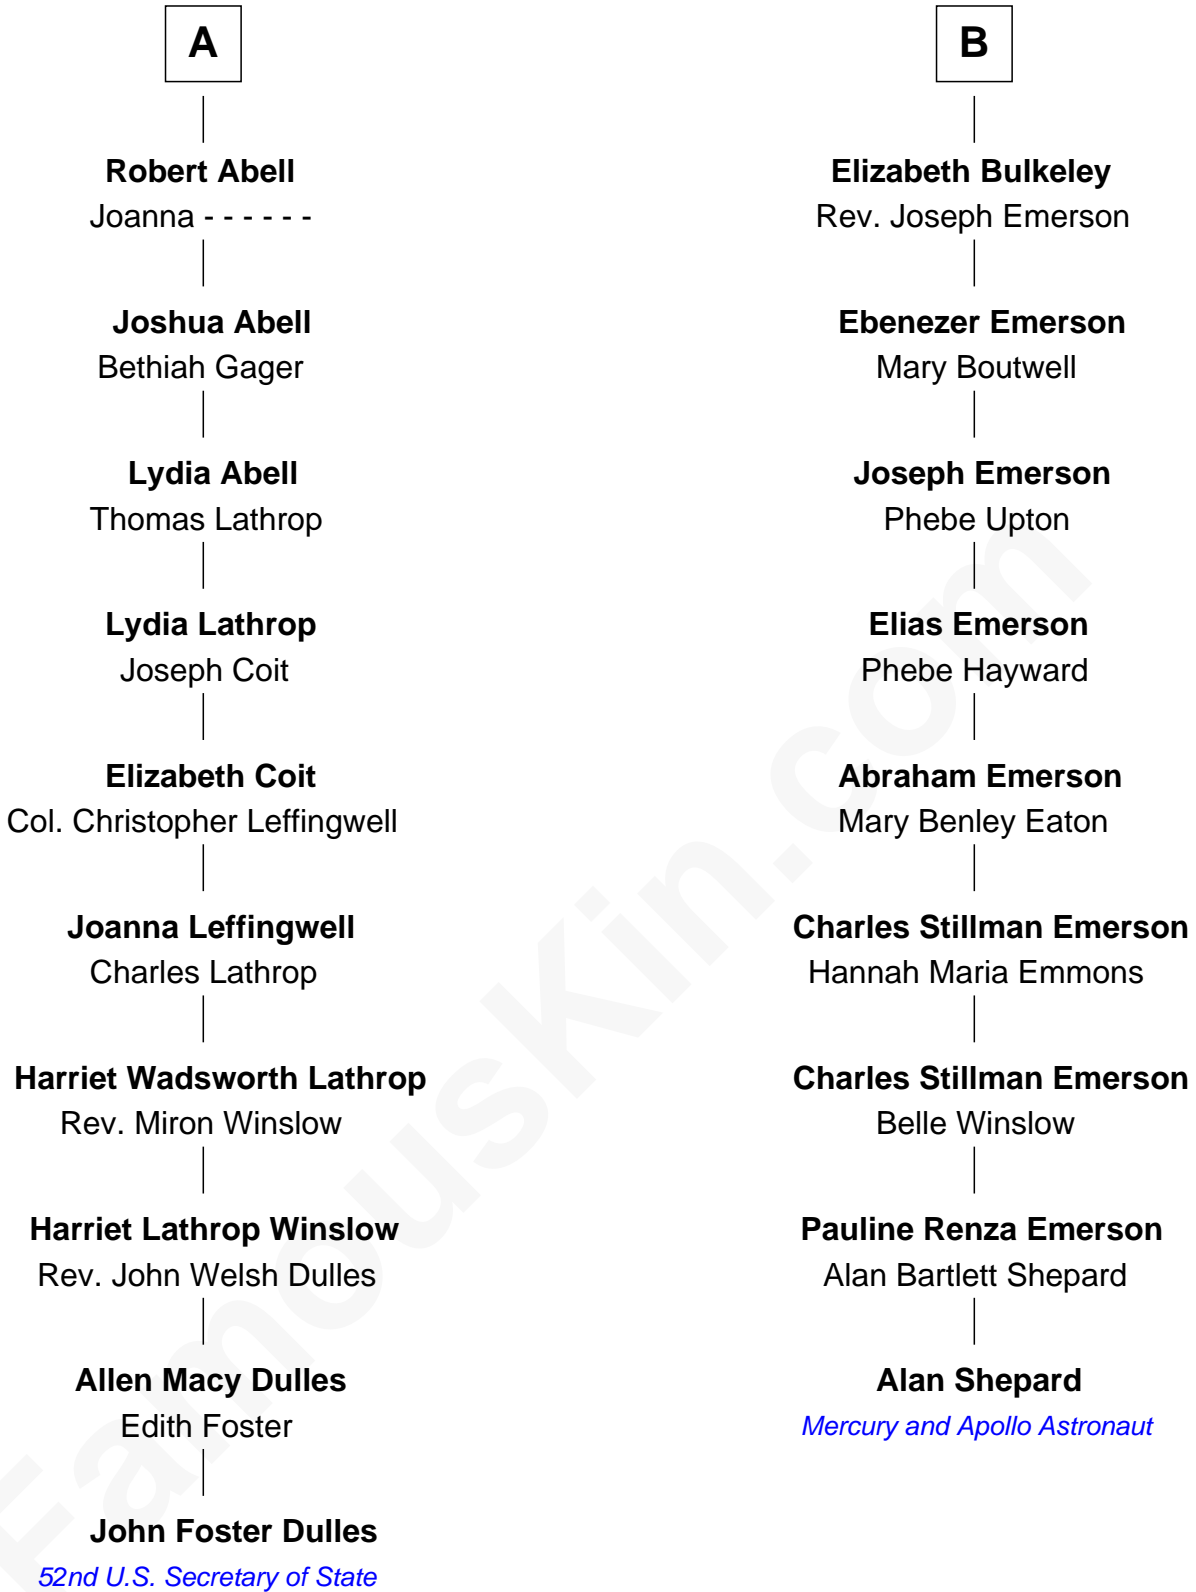 A
Robert Abell
Joanna - - - - - -
Joshua Abell
Bethiah Gager
Lydia Abell
Thomas Lathrop
Lydia Lathrop
Joseph Coit
Elizabeth Coit
Col. Christopher Leffingwell
Joanna Leffingwell
Charles Lathrop
Harriet Wadsworth Lathrop
Rev. Miron Winslow
Harriet Lathrop Winslow
Rev. John Welsh Dulles
Allen Macy Dulles
Edith Foster
John Foster Dulles
52nd U.S. Secretary of State
B
Elizabeth Bulkeley
Rev. Joseph Emerson
Ebenezer Emerson
Mary Boutwell
Joseph Emerson
Phebe Upton
Elias Emerson
Phebe Hayward
Abraham Emerson
Mary Benley Eaton
Charles Stillman Emerson
Hannah Maria Emmons
Charles Stillman Emerson
Belle Winslow
Pauline Renza Emerson
Alan Bartlett Shepard
Alan Shepard
Mercury and Apollo Astronaut
FamousKin.com